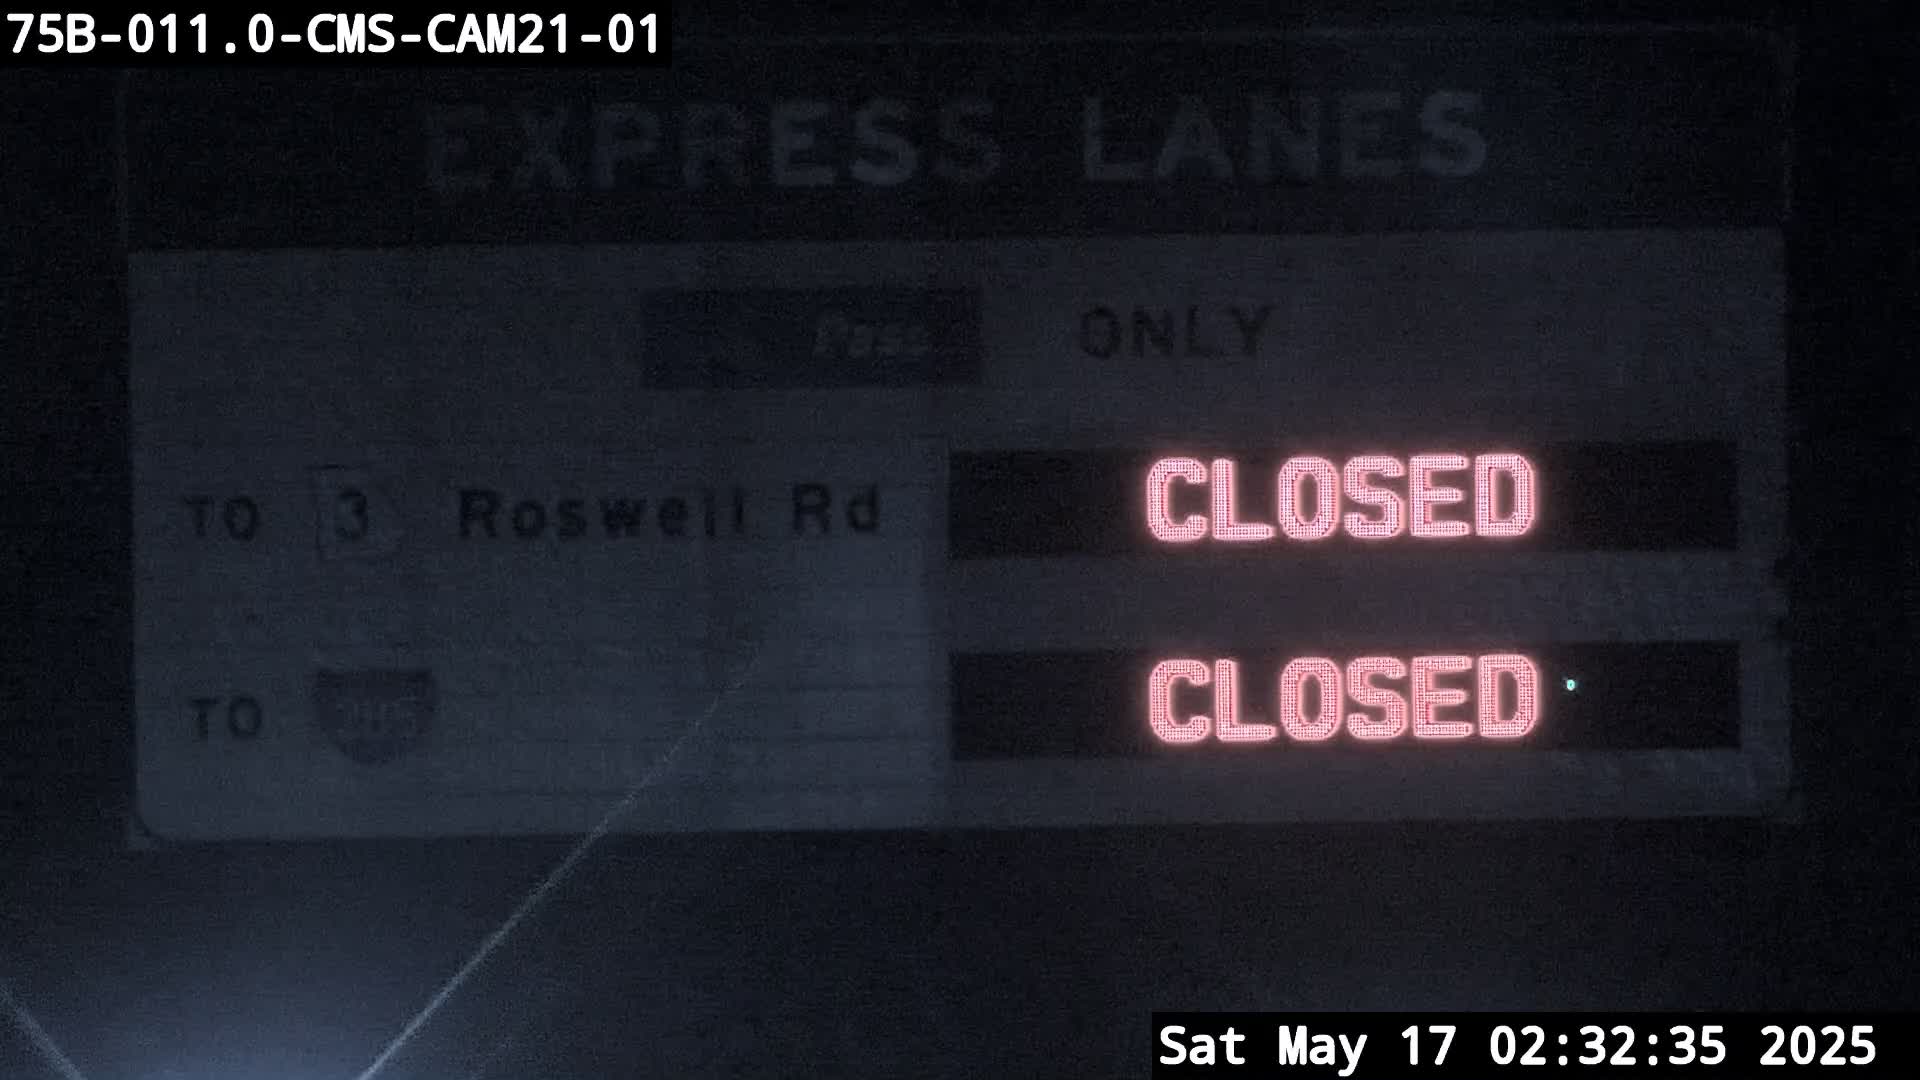 75B-011.0-CMS-CAM21-01
EXPRESS LANES
Pass ONLY
TO 3 Roswell Rd CLOSED
TO CLOSED
Sat May 17 02:32:35 2025